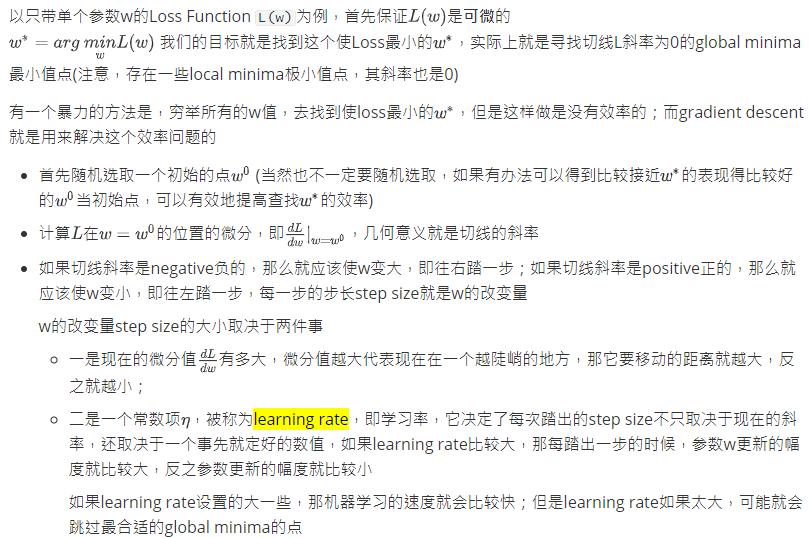 以只带单个参数w的Loss Function L(w)为例，首先保证L(w)是可微的
w* = arg min L(w) 我们的目标就是找到这个使Loss最小的w*，实际上就是寻找切线L斜率为0的global minima
w
最小值点(注意，存在一些local minima极小值点，其斜率也是0)
有一个暴力的方法是，穷举所有的w值，去找到使loss最小的w*，但是这样做是没有效率的；而gradient descent
就是用来解决这个效率问题的
• 首先随机选取一个初始的点w⁰ (当然也不一定要随机选取，如果有办法可以得到比较接近w*的表现得比较好
的w⁰当初始点，可以有效地提高查找w*的效率)
• 计算L在w = w⁰的位置的微分，即dL/dw|w=w⁰，几何意义就是切线的斜率
• 如果切线斜率是negative负的，那么就应该使w变大，即往右踏一步；如果切线斜率是positive正的，那么就
应该使w变小，即往左踏一步，每一步的步长step size就是w的改变量
w的改变量step size的大小取决于两件事
◦ 一是现在的微分值dL/dw有多大，微分值越大代表现在在一个越陡峭的地方，那它要移动的距离就越大，反
之就越小；
◦ 二是一个常数项η，被称为learning rate，即学习率，它决定了每次踏出的step size不只取决于现在的斜
率，还取决于一个事先就定好的数值，如果learning rate比较大，那每踏出一步的时候，参数w更新的幅
度就比较大，反之参数更新的幅度就比较小
如果learning rate设置的大一些，那机器学习的速度就会比较快；但是learning rate如果太大，可能就会
跳过最合适的global minima的点